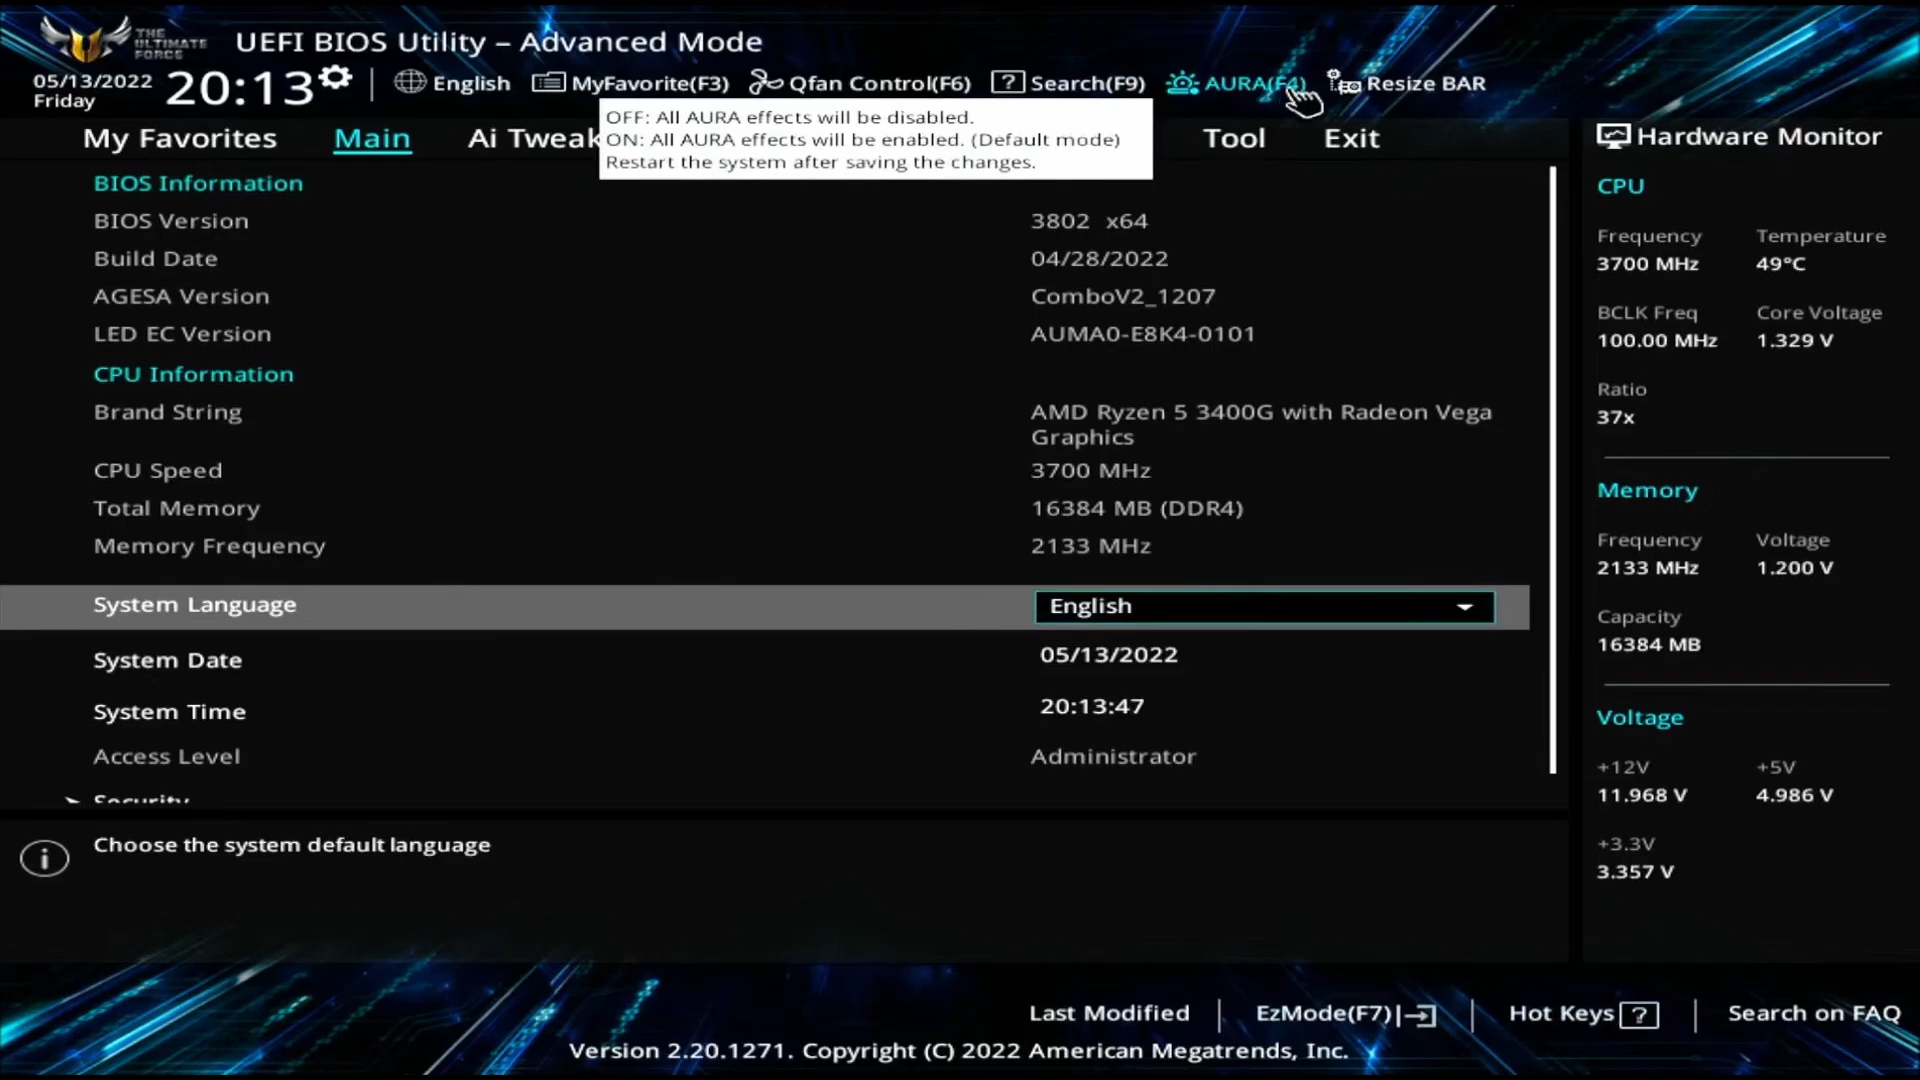 THE
ULTIMATE
FORCE
UEFI BIOS Utility – Advanced Mode
05/13/2022
Friday
20:13
English
MyFavorite(F3)
Qfan Control(F6)
? Search(F9)
AURA(F4)
Resize BAR
OFF: All AURA effects will be disabled.
ON: All AURA effects will be enabled. (Default mode)
Restart the system after saving the changes.
My Favorites
Main
Ai Tweak
Tool
Exit
BIOS Information
BIOS Version 3802 x64
Build Date 04/28/2022
AGESA Version ComboV2_1207
LED EC Version AUMA0-E8K4-0101
CPU Information
Brand String AMD Ryzen 5 3400G with Radeon Vega
Graphics
CPU Speed 3700 MHz
Total Memory 16384 MB (DDR4)
Memory Frequency 2133 MHz
System Language English
System Date 05/13/2022
System Time 20:13:47
Access Level Administrator
Security
Choose the system default language
Hardware Monitor
CPU
Frequency Temperature
3700 MHz 49°C
BCLK Freq Core Voltage
100.00 MHz 1.329 V
Ratio
37x
Memory
Frequency Voltage
2133 MHz 1.200 V
Capacity
16384 MB
Voltage
+12V +5V
11.968 V 4.986 V
+3.3V
3.357 V
Last Modified
EzMode(F7)
Hot Keys ?
Search on FAQ
Version 2.20.1271. Copyright (C) 2022 American Megatrends, Inc.